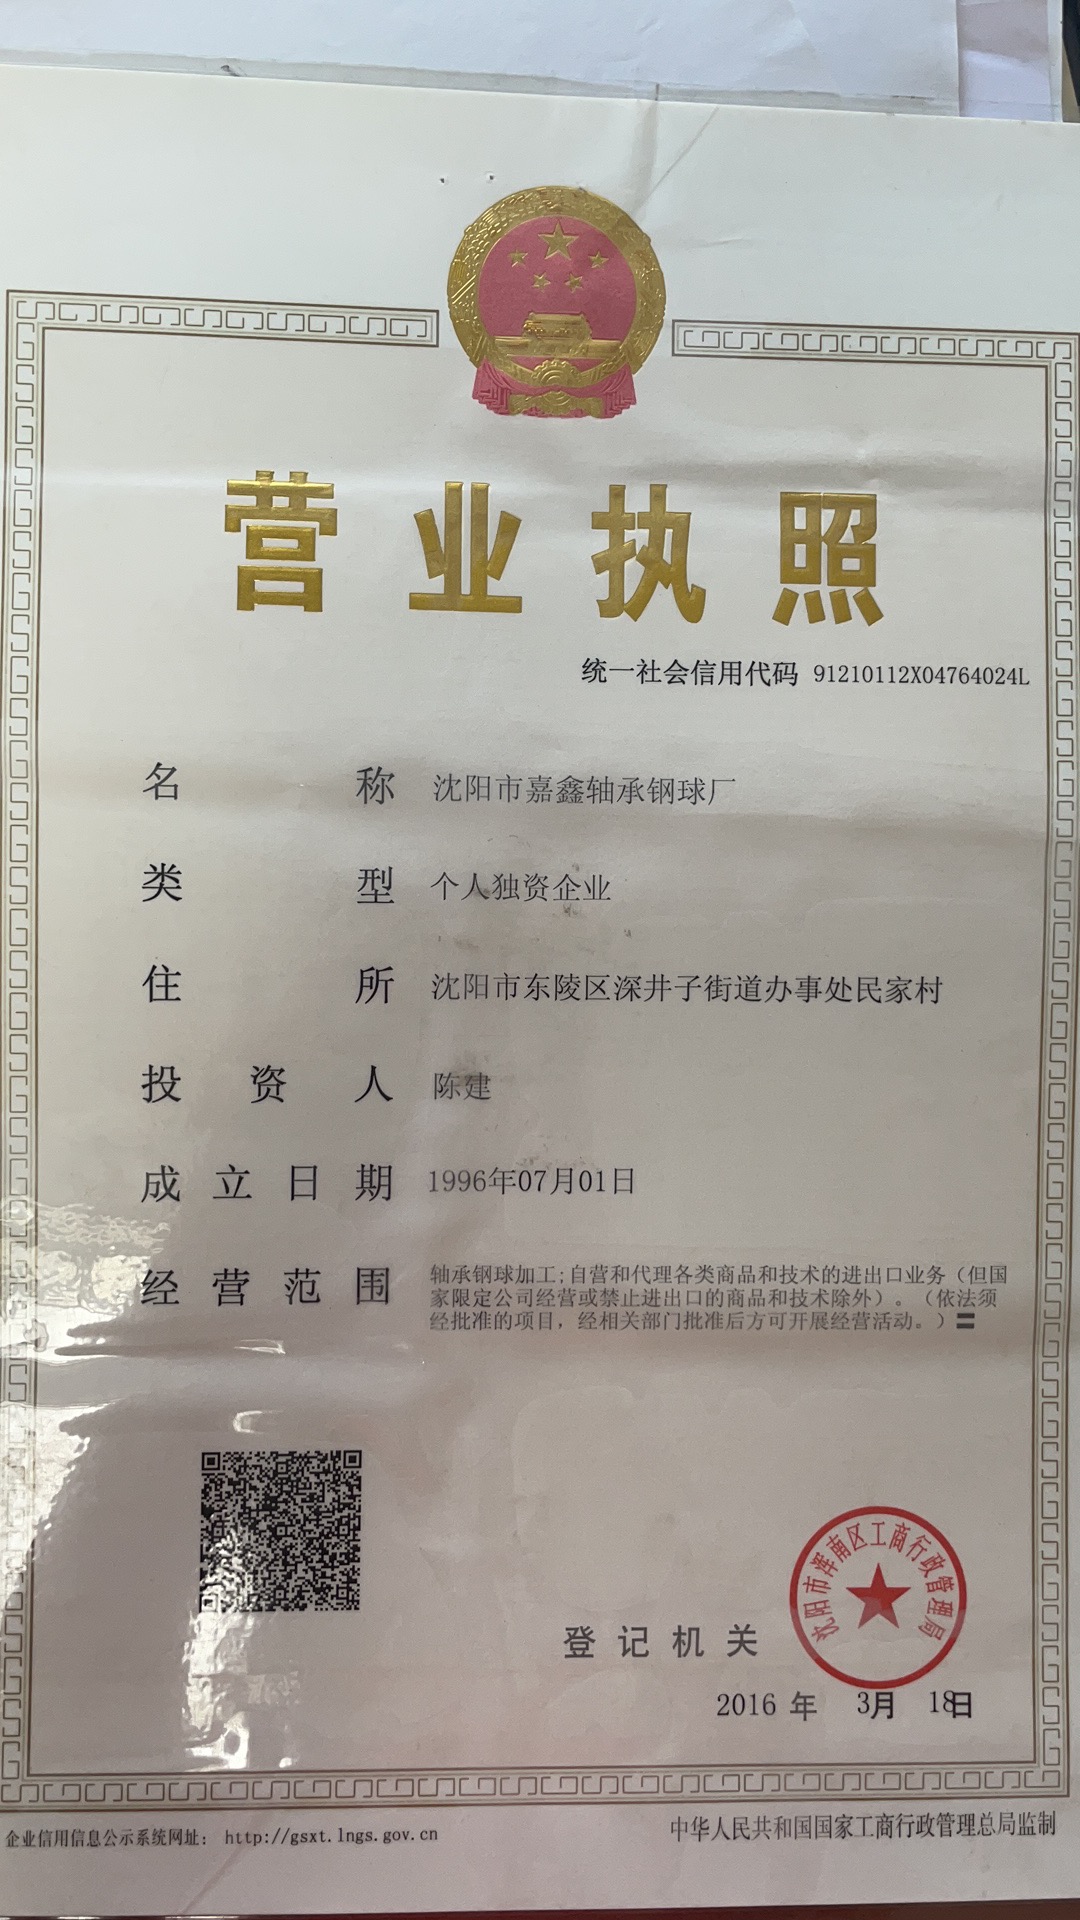 营业执照
统一社会信用代码 91210112X04764024L
名称 沈阳市嘉鑫轴承钢球厂
类型 个人独资企业
住所 沈阳市东陵区深井子街道办事处民家村
投资人 陈建
成立日期 1996年07月01日
经营范围 轴承钢球加工;自营和代理各类商品和技术的进出口业务（但国
家限定公司经营或禁止进出口的商品和技术除外）。（依法须
经批准的项目，经相关部门批准后方可开展经营活动。）〓
沈阳市浑南区工商行政管理局
登记机关
2016 年 3月 18日
企业信用信息公示系统网址： http://gsxt.lngs.gov.cn
中华人民共和国国家工商行政管理总局监制